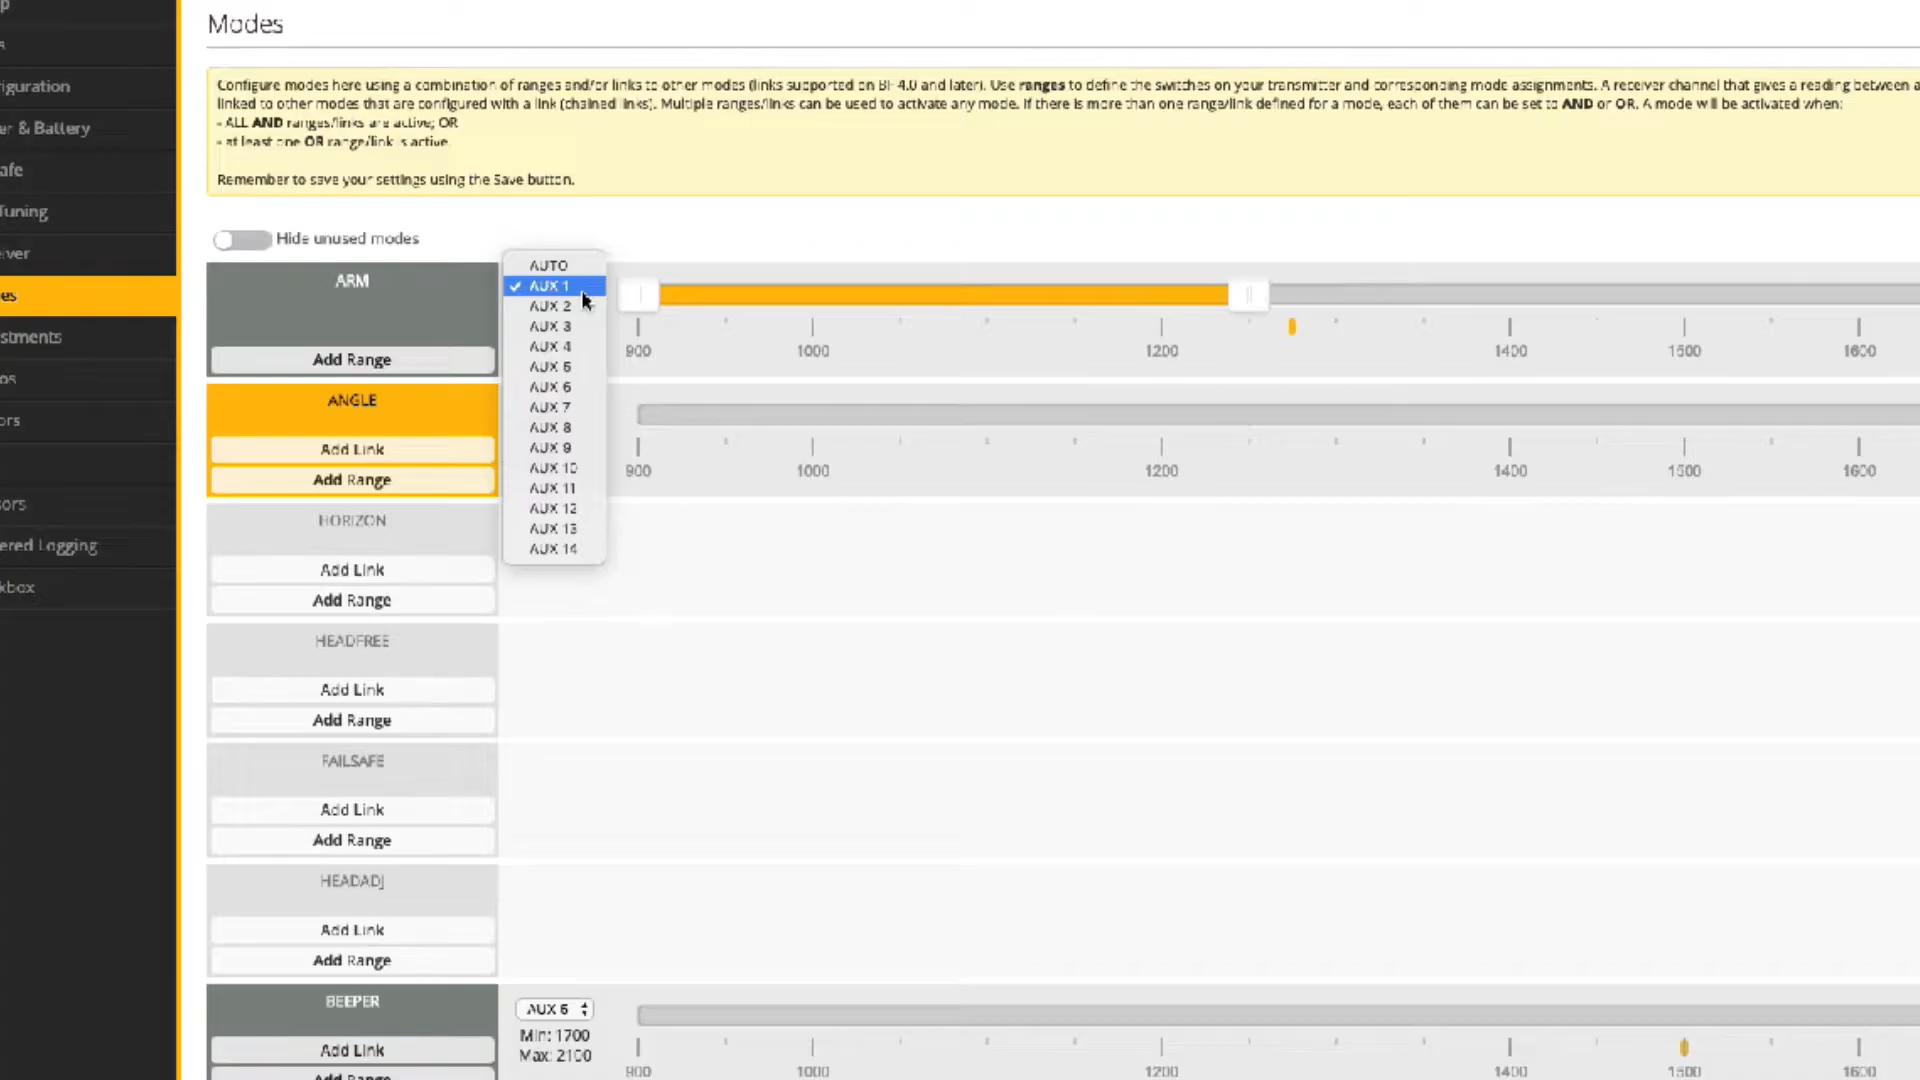 Modes
Configure modes here using a combination of ranges and/or links to other modes (links supported on BF 4.0 and later). Use ranges to define the switches on your transmitter and corresponding mode assignments. A receiver channel that gives a reading between a
linked to other modes that are configured with a link (chained links). Multiple ranges/links can be used to activate any mode. If there is more than one range/link defined for a mode, each of them can be set to AND or OR. A mode will be activated when:
- ALL AND ranges/links are active; OR
- at least one OR range/link is active.
Remember to save your settings using the Save button.
iguration
er & Battery
afe
Tuning
iver
es
stments
os
ors
sors
ered Logging
kbox
Hide unused modes
ARM
Add Range
AUTO
AUX 1
AUX 2
AUX 3
AUX 4
AUX 5
AUX 6
AUX 7
AUX 8
AUX 9
AUX 10
AUX 11
AUX 12
AUX 13
AUX 14
900 1000 1200 1400 1500 1600
ANGLE
Add Link
Add Range
900 1000 1200 1400 1500 1600
HORIZON
Add Link
Add Range
HEADFREE
Add Link
Add Range
FAILSAFE
Add Link
Add Range
HEADADJ
Add Link
Add Range
BEEPER
Add Link
Add Range
AUX 6
Min: 1700
Max: 2100
900 1000 1200 1400 1500 1600